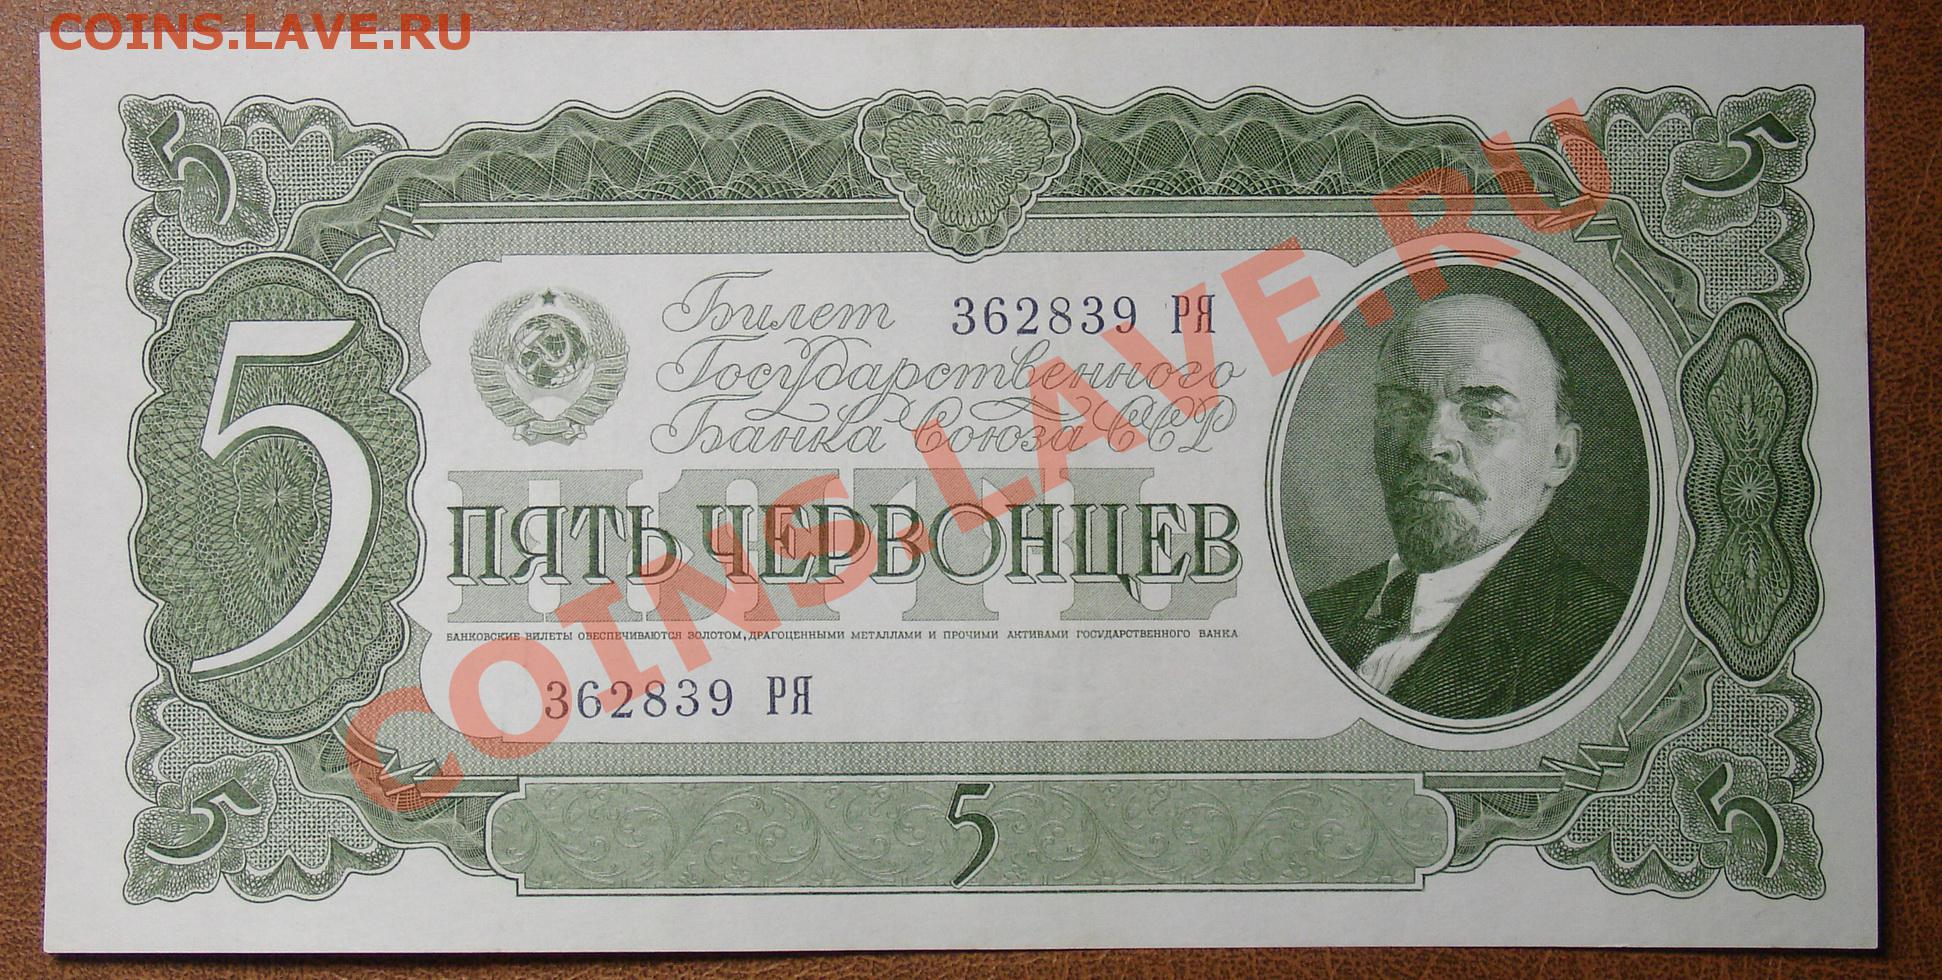 COINS.LAVE.RU
5 5
5
Билет 362839 РЯ
Государственного
Банка Союза ССР
ПЯТЬ
ПЯТЬ ЧЕРВОНЦЕВ
БАНКОВСКИЕ БИЛЕТЫ ОБЕСПЕЧИВАЮТСЯ ЗОЛОТОМ, ДРАГОЦЕННЫМИ МЕТАЛЛАМИ И ПРОЧИМИ АКТИВАМИ ГОСУДАРСТВЕННОГО БАНКА
362839 РЯ
5 5 5
COINS.LAVE.RU